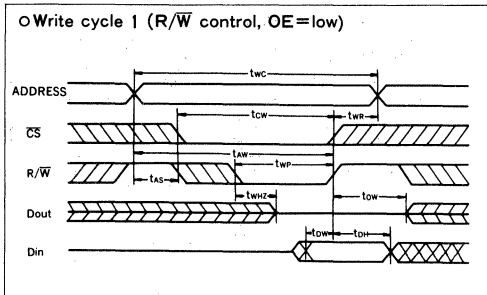 ○ Write cycle 1 (R/W̅ control, OE=low)
tWC
ADDRESS
tCW
tWR
C̅S̅
tAW
R/W̅
tAS
tWP
tWHZ
tOW
Dout
tDW
tDH
Din